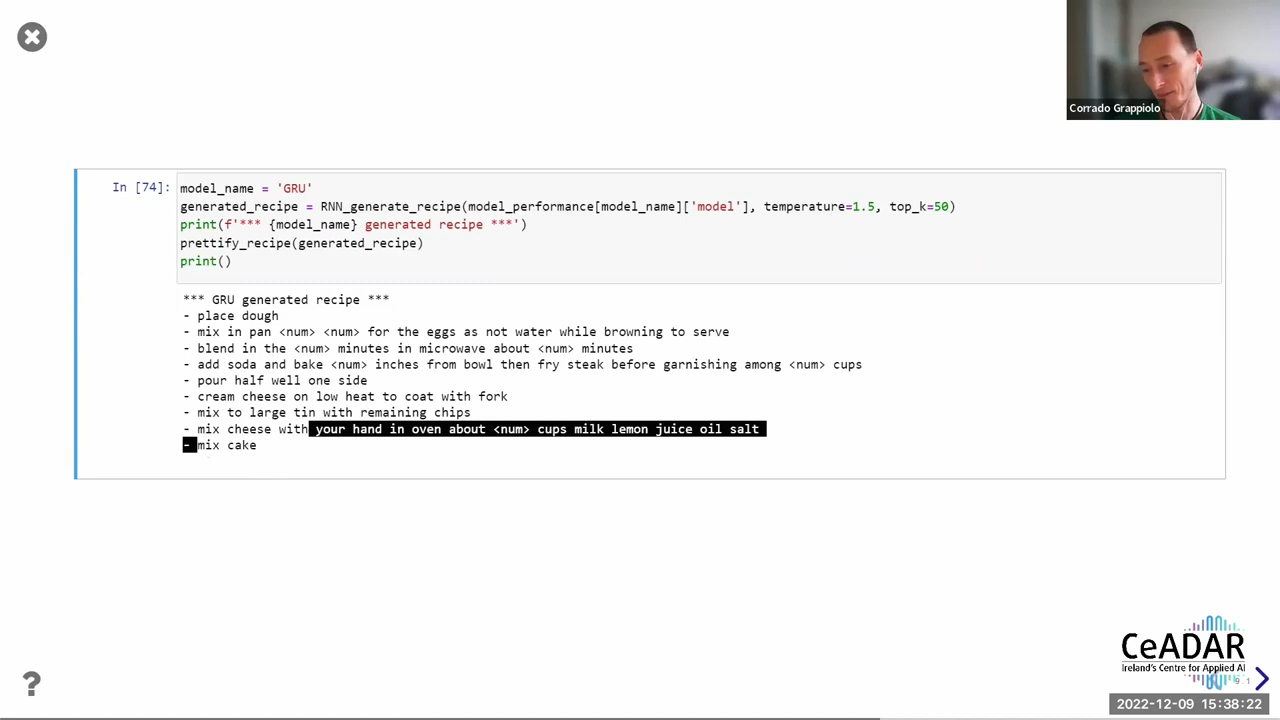 Corrado Grappiolo
In [74]:
model_name = 'GRU'
generated_recipe = RNN_generate_recipe(model_performance[model_name]['model'], temperature=1.5, top_k=50)
print(f'*** {model_name} generated recipe ***')
prettify_recipe(generated_recipe)
print()
*** GRU generated recipe ***
- place dough
- mix in pan <num> <num> for the eggs as not water while browning to serve
- blend in the <num> minutes in microwave about <num> minutes
- add soda and bake <num> inches from bowl then fry steak before garnishing among <num> cups
- pour half well one side
- cream cheese on low heat to coat with fork
- mix to large tin with remaining chips
- mix cheese with your hand in oven about <num> cups milk lemon juice oil salt
- mix cake
CeADAR
Ireland's Centre for Applied AI
9.1
?
2022-12-09 15:38:22